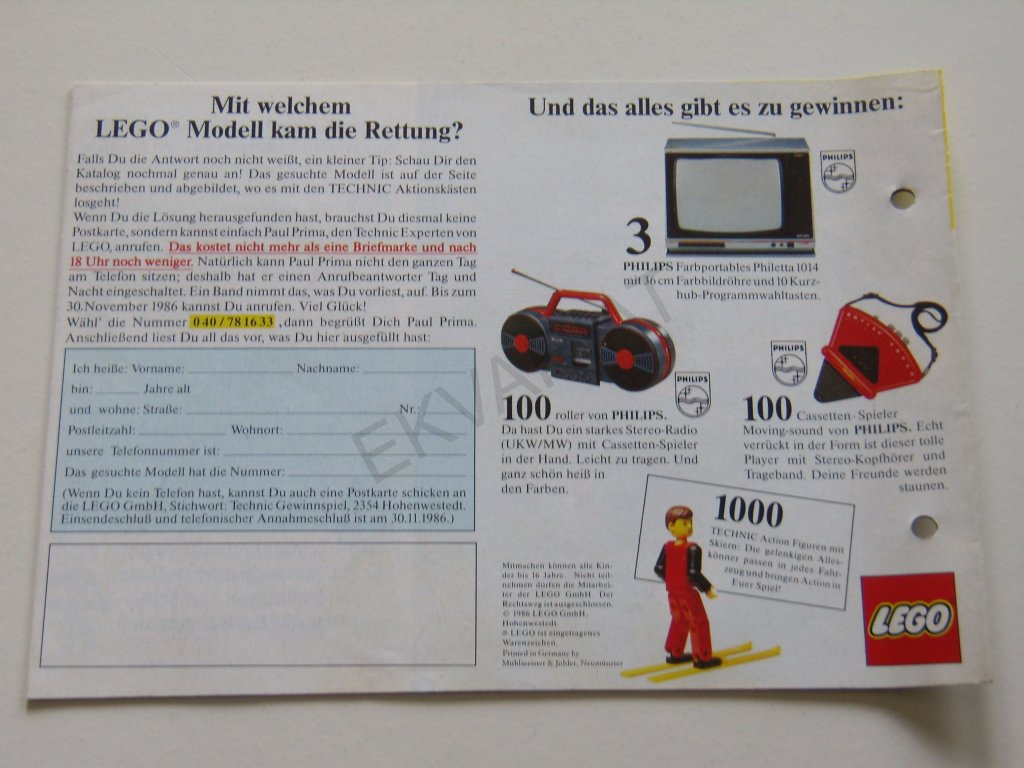 Mit welchem
LEGO® Modell kam die Rettung?
Falls Du die Antwort noch nicht weißt, ein kleiner Tip: Schau Dir den
Katalog nochmal genau an! Das gesuchte Modell ist auf der Seite
beschrieben und abgebildet, wo es mit den TECHNIC Aktionskästen
losgeht!
Wenn Du die Lösung herausgefunden hast, brauchst Du diesmal keine
Postkarte, sondern kannst einfach Paul Prima, den Technic Experten von
LEGO, anrufen. Das kostet nicht mehr als eine Briefmarke und nach
18 Uhr noch weniger. Natürlich kann Paul Prima nicht den ganzen Tag
am Telefon sitzen; deshalb hat er einen Anrufbeantworter Tag und
Nacht eingeschaltet. Ein Band nimmt das, was Du vorliest, auf. Bis zum
30.November 1986 kannst Du anrufen. Viel Glück!
Wähl' die Nummer 040/781633, dann begrüßt Dich Paul Prima.
Anschließend liest Du all das vor, was Du hier ausgefüllt hast:
Ich heiße: Vorname: Nachname:
bin: Jahre alt
und wohne: Straße: Nr.:
Postleitzahl: Wohnort:
unsere Telefonnummer ist:
Das gesuchte Modell hat die Nummer:
(Wenn Du kein Telefon hast, kannst Du auch eine Postkarte schicken an
die LEGO GmbH, Stichwort: Technic Gewinnspiel, 2354 Hohenwestedt.
Einsendeschluß und telefonischer Annahmeschluß ist am 30.11.1986.)
Und das alles gibt es zu gewinnen:
PHILIPS
3
PHILIPS Farbportables Philetta 1014
mit 36 cm Farbbildröhre und 10 Kurz-
hub-Programmwahltasten.
PHILIPS
100 roller von PHILIPS.
Da hast Du ein starkes Stereo-Radio
(UKW/MW) mit Cassetten-Spieler
in der Hand. Leicht zu tragen. Und
ganz schön heiß in
den Farben.
PHILIPS
100 Cassetten-Spieler
Moving-sound von PHILIPS. Echt
verrückt in der Form ist dieser tolle
Player mit Stereo-Kopfhörer und
Trageband. Deine Freunde werden
staunen.
1000
TECHNIC Action Figuren mit
Skiern: Die gelenkigen Alles-
könner passen in jedes Fahr-
zeug und bringen Action in
Euer Spiel!
Mitmachen können alle Kin-
der bis 16 Jahre. Nicht teil-
nehmen dürfen die Mitarbei-
ter der LEGO GmbH. Der
Rechtsweg ist ausgeschlossen.
© 1986 LEGO GmbH,
Hohenwestedt.
® LEGO ist eingetragenes
Warenzeichen.
Printed in Germany by
Mühlmeister & Johler, Neumünster
LEGO